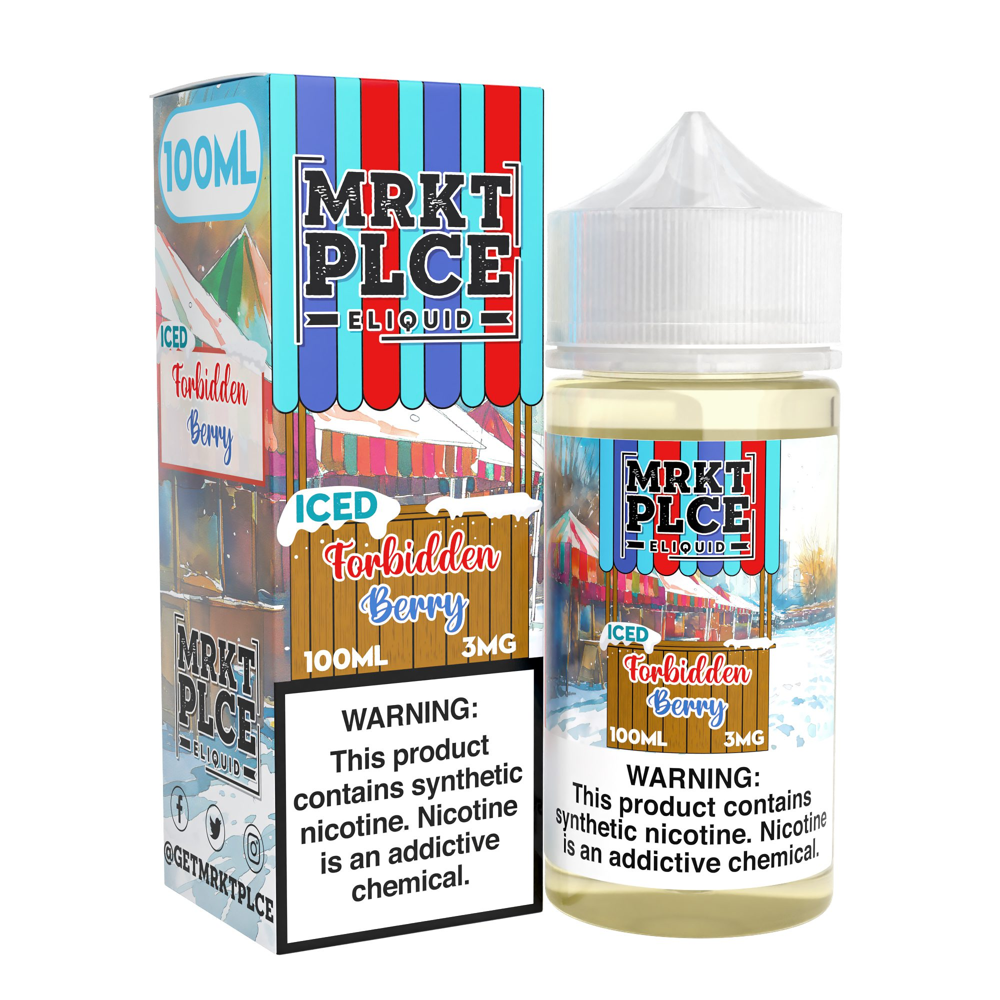 100ML
ICED
Forbidden
Berry
MRKT
PLCE
ELIQUID
@GETMRKTPLCE
MRKT
PLCE
ELIQUID
ICED
Forbidden
Berry
100ML
3MG
WARNING:
This product
contains synthetic
nicotine. Nicotine
is an addictive
chemical.
MRKT
PLCE
ELIQUID
ICED
Forbidden
Berry
100ML
3MG
WARNING:
This product contains
synthetic nicotine. Nicotine
is an addictive chemical.